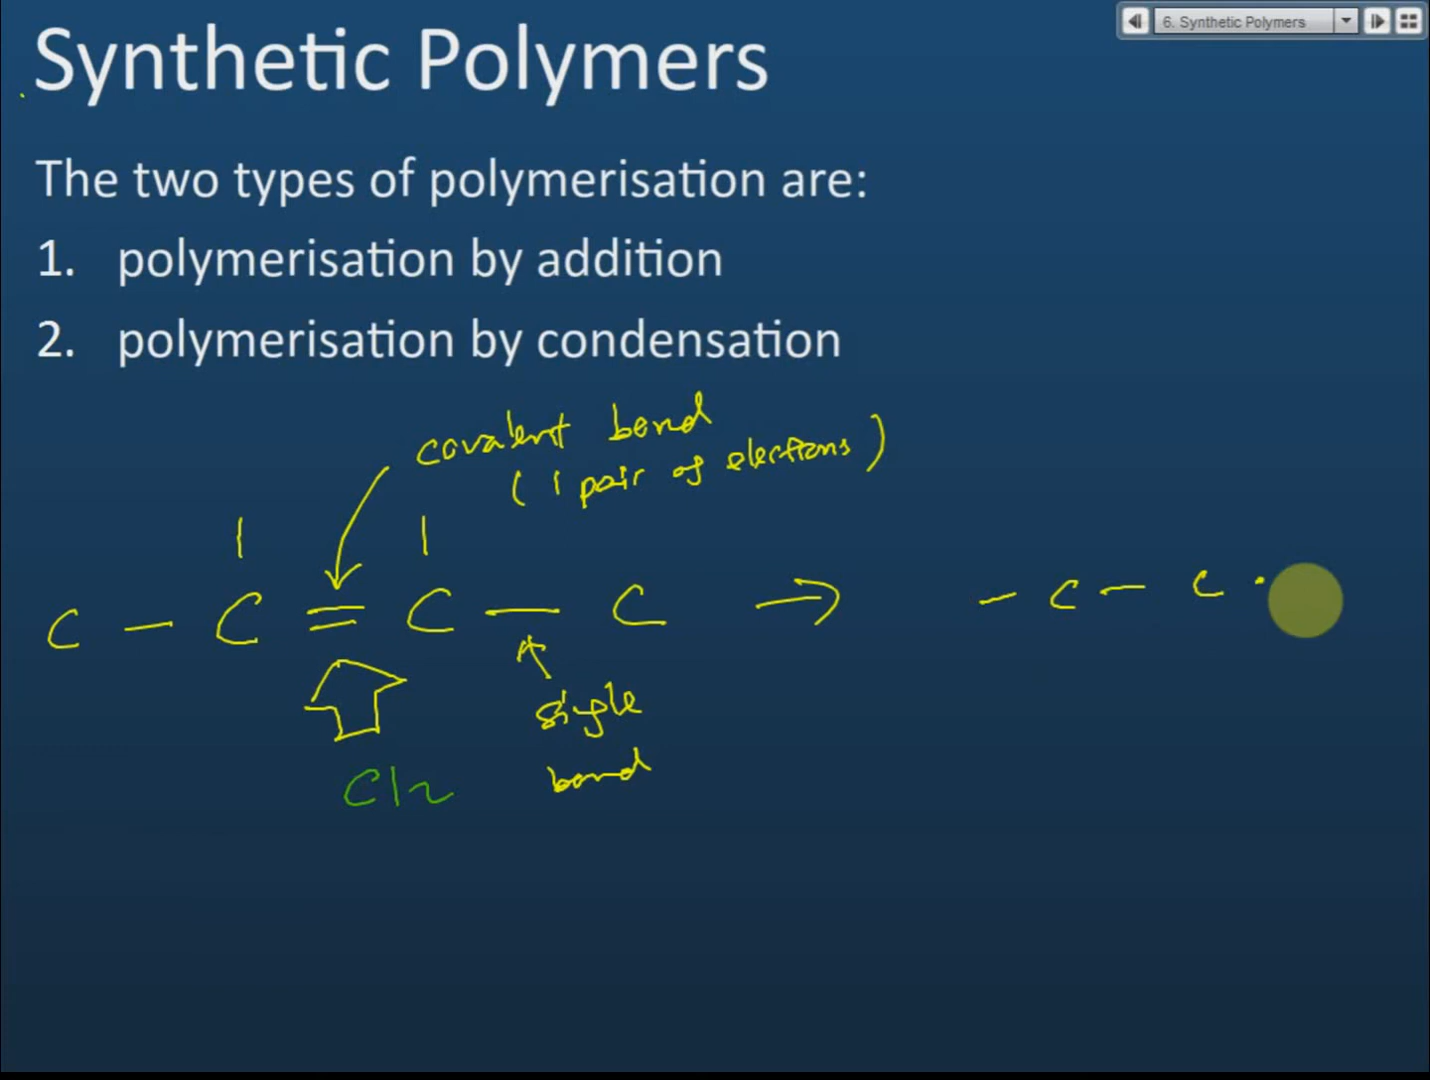 6. Synthetic Polymers
Synthetic Polymers
The two types of polymerisation are:
1. polymerisation by addition
2. polymerisation by condensation
covalent bond
(1 pair of elections)
C - C = C - C → - C - C
single
bond
Cl2